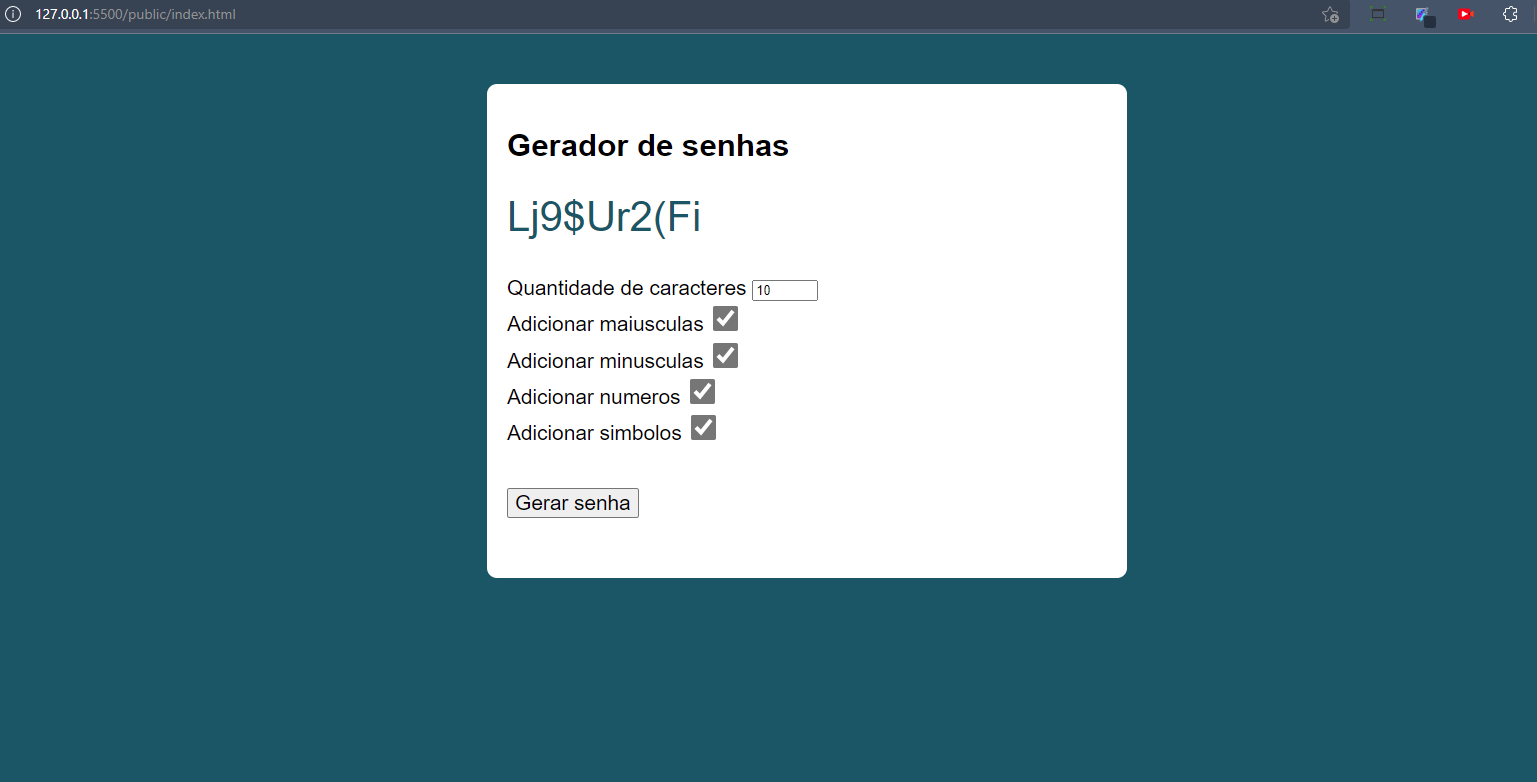 127.0.0.1:5500/public/index.html
Gerador de senhas
Lj9$Ur2(Fi
Quantidade de caracteres 10
Adicionar maiusculas
Adicionar minusculas
Adicionar numeros
Adicionar simbolos
Gerar senha